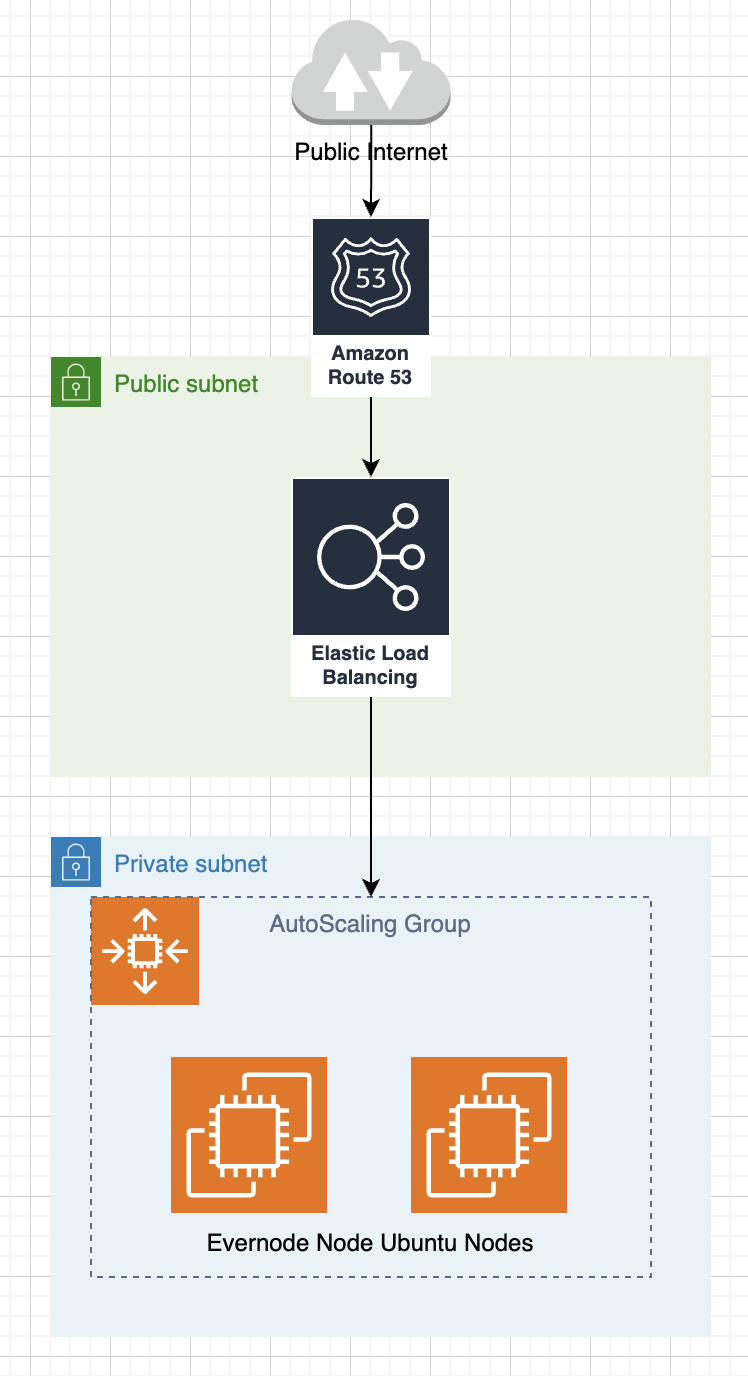 Public Internet
53
Amazon
Route 53
Public subnet
Elastic Load
Balancing
Private subnet
AutoScaling Group
Evernode Node Ubuntu Nodes